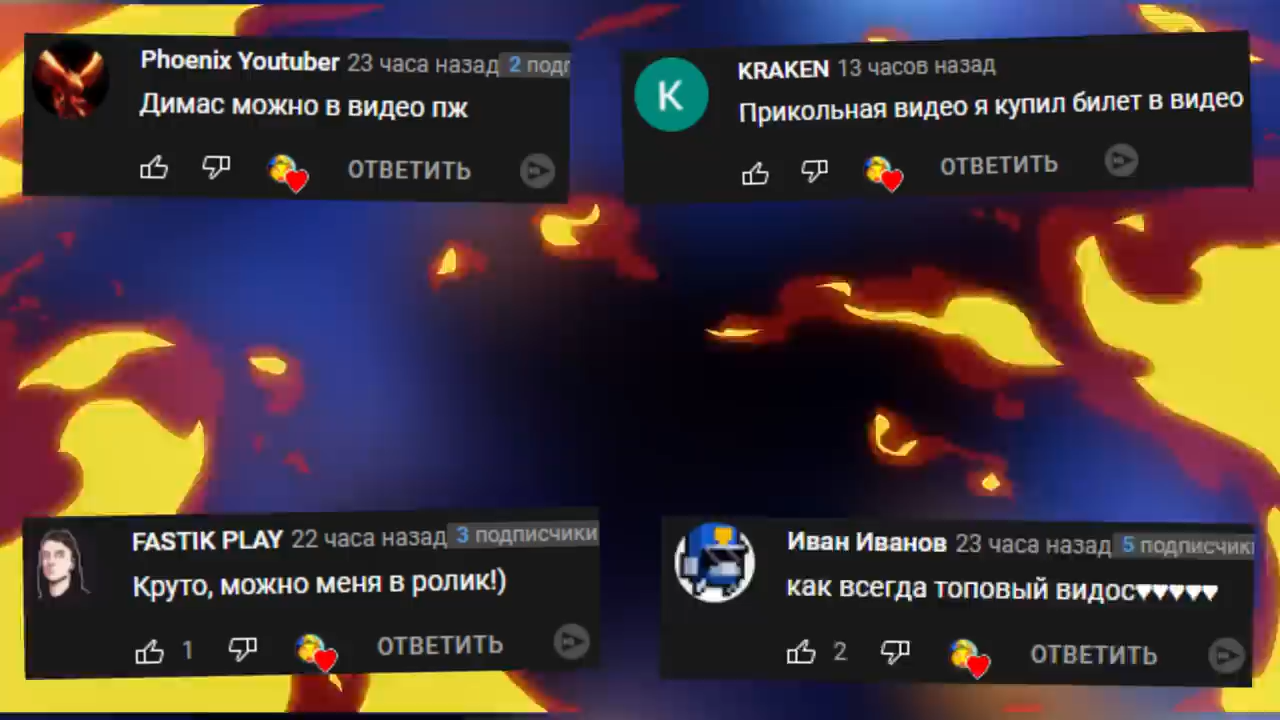 Phoenix Youtuber 23 часа назад 2 подп
Димас можно в видео пж
ОТВЕТИТЬ
KRAKEN 13 часов назад
K
Прикольная видео я купил билет в видео
ОТВЕТИТЬ
FASTIK PLAY 22 часа назад 3 подписчики
Круто, можно меня в ролик!)
1 ОТВЕТИТЬ
Иван Иванов 23 часа назад 5 подписчики
как всегда топовый видос♥♥♥♥♥
2 ОТВЕТИТЬ